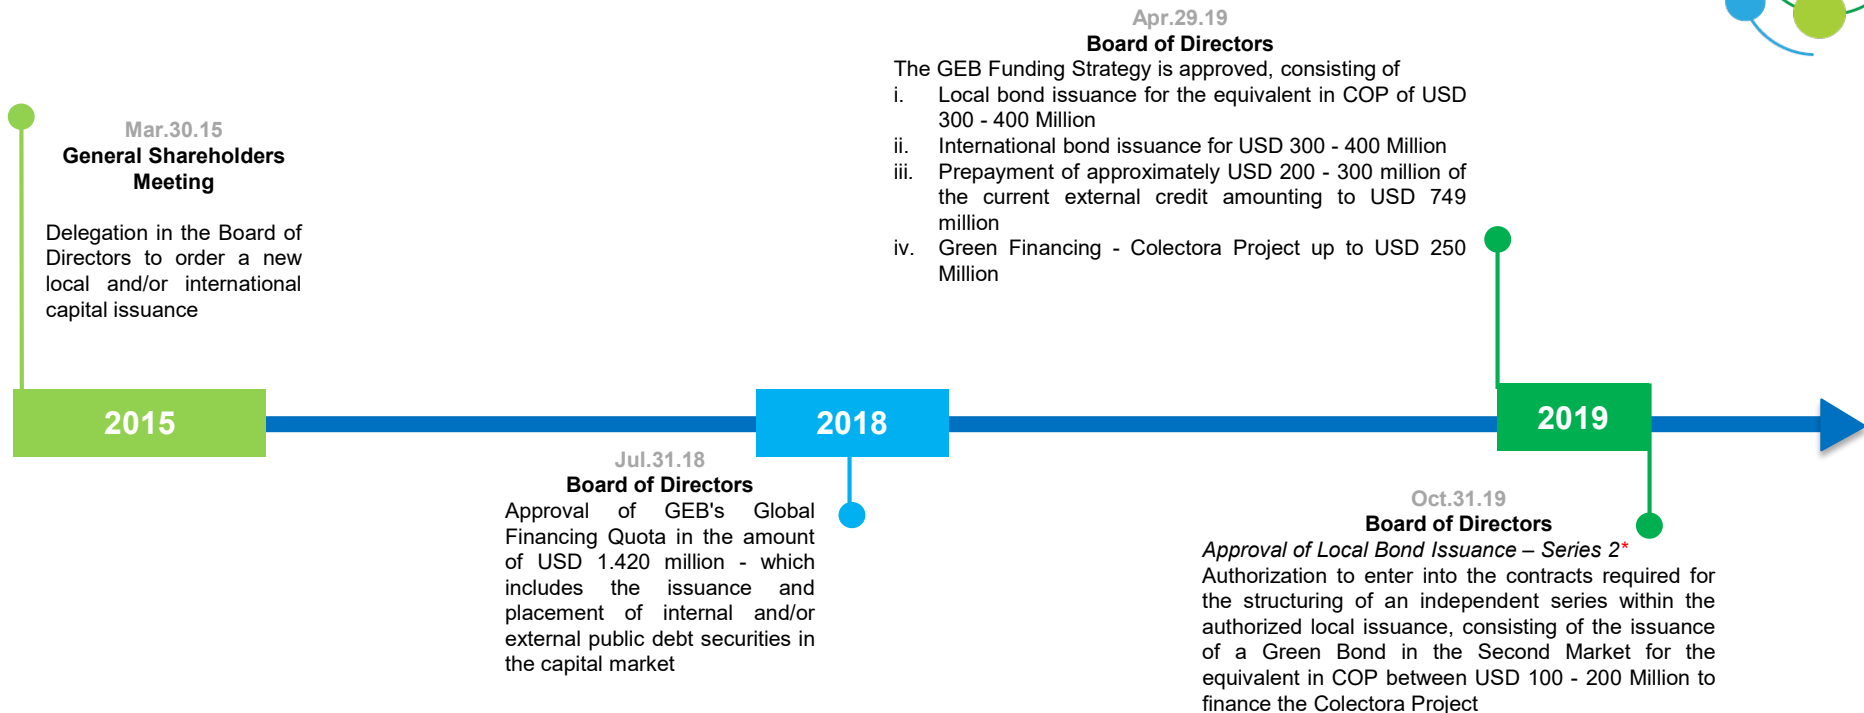 Mar.30.15
General Shareholders
Meeting
Delegation in the Board of
Directors to order a new
local and/or international
capital issuance
2015
Jul.31.18
Board of Directors
Approval of GEB's Global
Financing Quota in the amount
of USD 1.420 million - which
includes the issuance and
placement of internal and/or
external public debt securities in
the capital market
2018
Apr.29.19
Board of Directors
The GEB Funding Strategy is approved, consisting of
i. Local bond issuance for the equivalent in COP of USD
300 - 400 Million
ii. International bond issuance for USD 300 - 400 Million
iii. Prepayment of approximately USD 200 - 300 million of
the current external credit amounting to USD 749
million
iv. Green Financing - Colectora Project up to USD 250
Million
2019
Oct.31.19
Board of Directors
Approval of Local Bond Issuance – Series 2*
Authorization to enter into the contracts required for
the structuring of an independent series within the
authorized local issuance, consisting of the issuance
of a Green Bond in the Second Market for the
equivalent in COP between USD 100 - 200 Million to
finance the Colectora Project